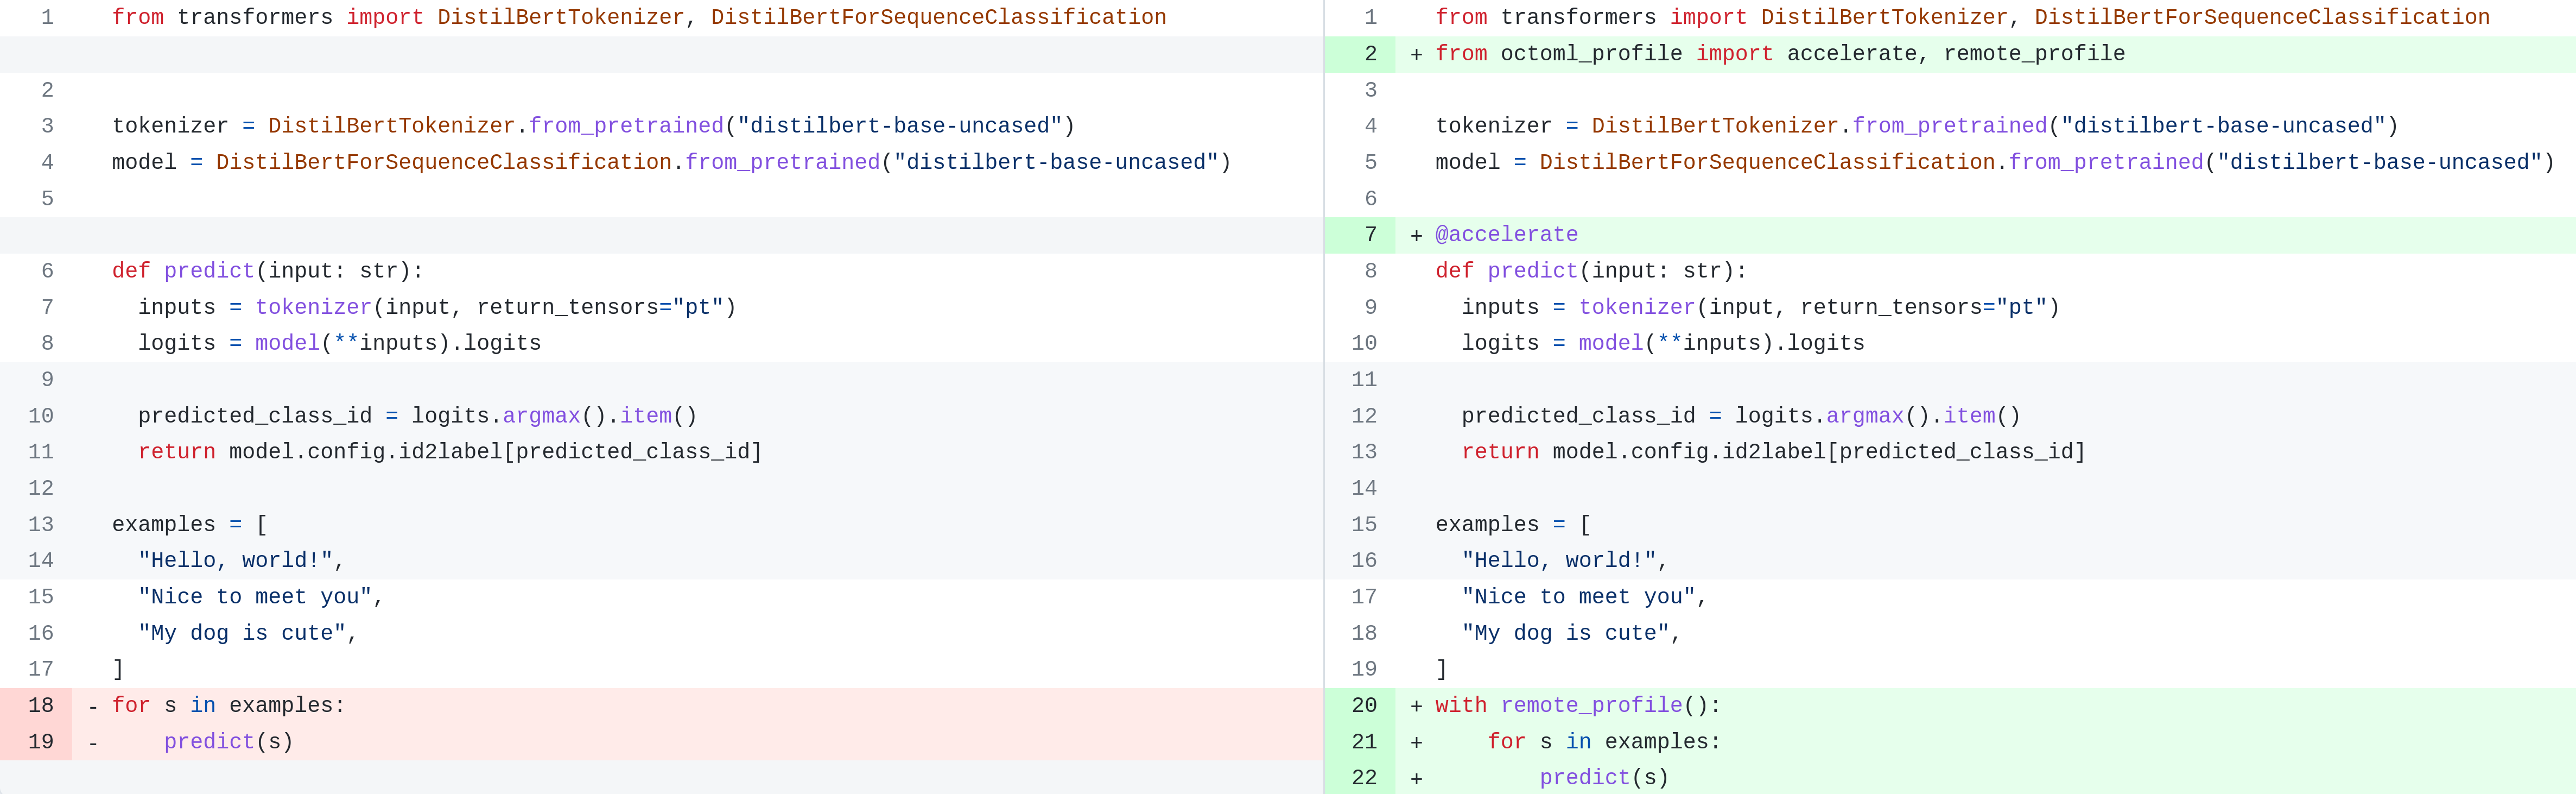 1 from transformers import DistilBertTokenizer, DistilBertForSequenceClassification
2
3 tokenizer = DistilBertTokenizer.from_pretrained("distilbert-base-uncased")
4 model = DistilBertForSequenceClassification.from_pretrained("distilbert-base-uncased")
5
6 def predict(input: str):
7   inputs = tokenizer(input, return_tensors="pt")
8   logits = model(**inputs).logits
9
10   predicted_class_id = logits.argmax().item()
11   return model.config.id2label[predicted_class_id]
12
13 examples = [
14   "Hello, world!",
15   "Nice to meet you",
16   "My dog is cute",
17 ]
18 - for s in examples:
19 -     predict(s)
1 from transformers import DistilBertTokenizer, DistilBertForSequenceClassification
2 + from octoml_profile import accelerate, remote_profile
3
4 tokenizer = DistilBertTokenizer.from_pretrained("distilbert-base-uncased")
5 model = DistilBertForSequenceClassification.from_pretrained("distilbert-base-uncased")
6
7 + @accelerate
8 def predict(input: str):
9   inputs = tokenizer(input, return_tensors="pt")
10   logits = model(**inputs).logits
11
12   predicted_class_id = logits.argmax().item()
13   return model.config.id2label[predicted_class_id]
14
15 examples = [
16   "Hello, world!",
17   "Nice to meet you",
18   "My dog is cute",
19 ]
20 + with remote_profile():
21 +     for s in examples:
22 +         predict(s)